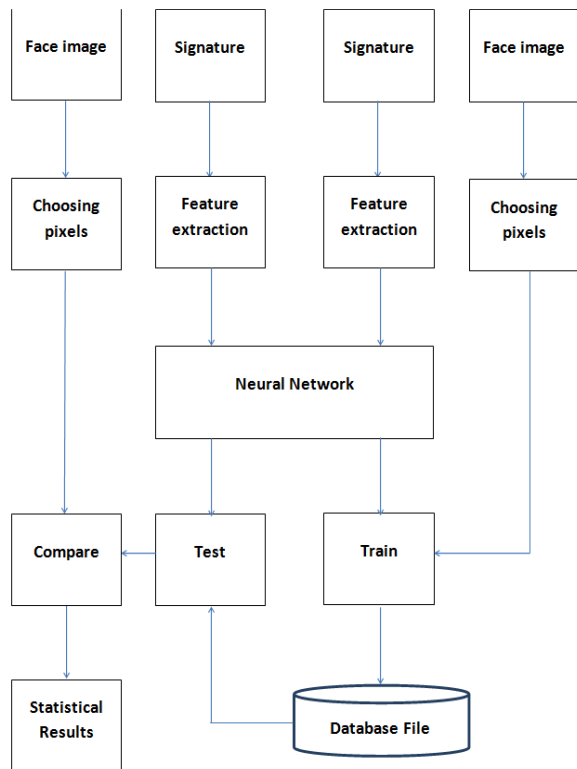 Face image
Signature
Signature
Face image
Choosing
pixels
Feature
extraction
Feature
extraction
Choosing
pixels
Neural Network
Compare
Test
Train
Statistical
Results
Database File